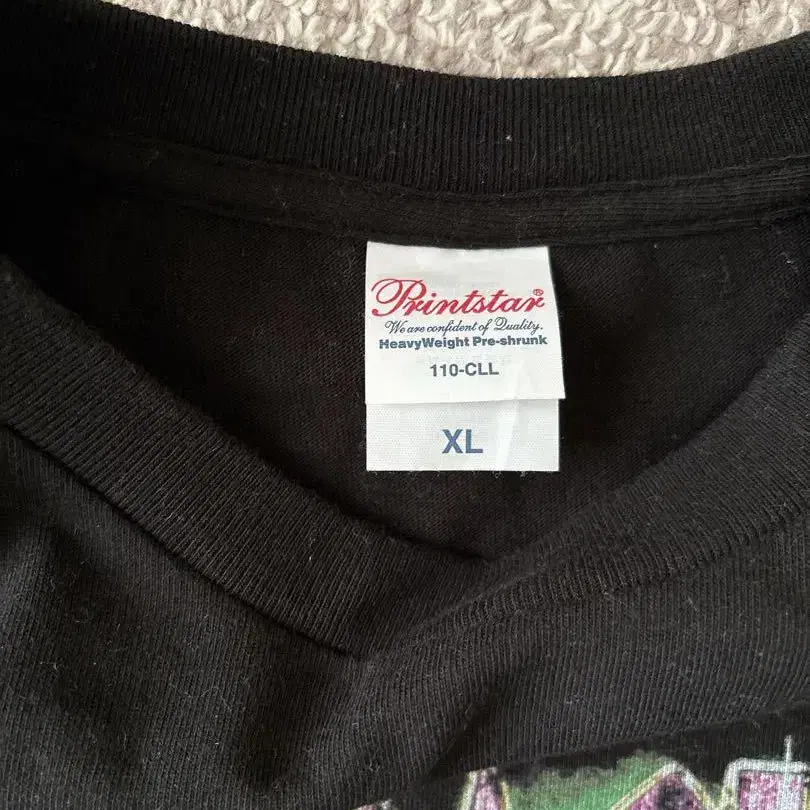 Printstar®
We are confident of Quality.
HeavyWeight Pre-shrunk
110-CLL
XL